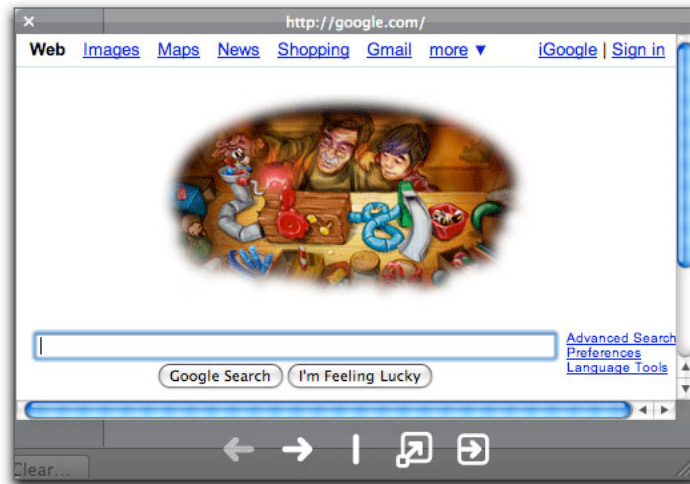 http://google.com/
Web Images Maps News Shopping Gmail more ▼ iGoogle | Sign in
Advanced Search
Preferences
Language Tools
Google Search I'm Feeling Lucky
Clear...